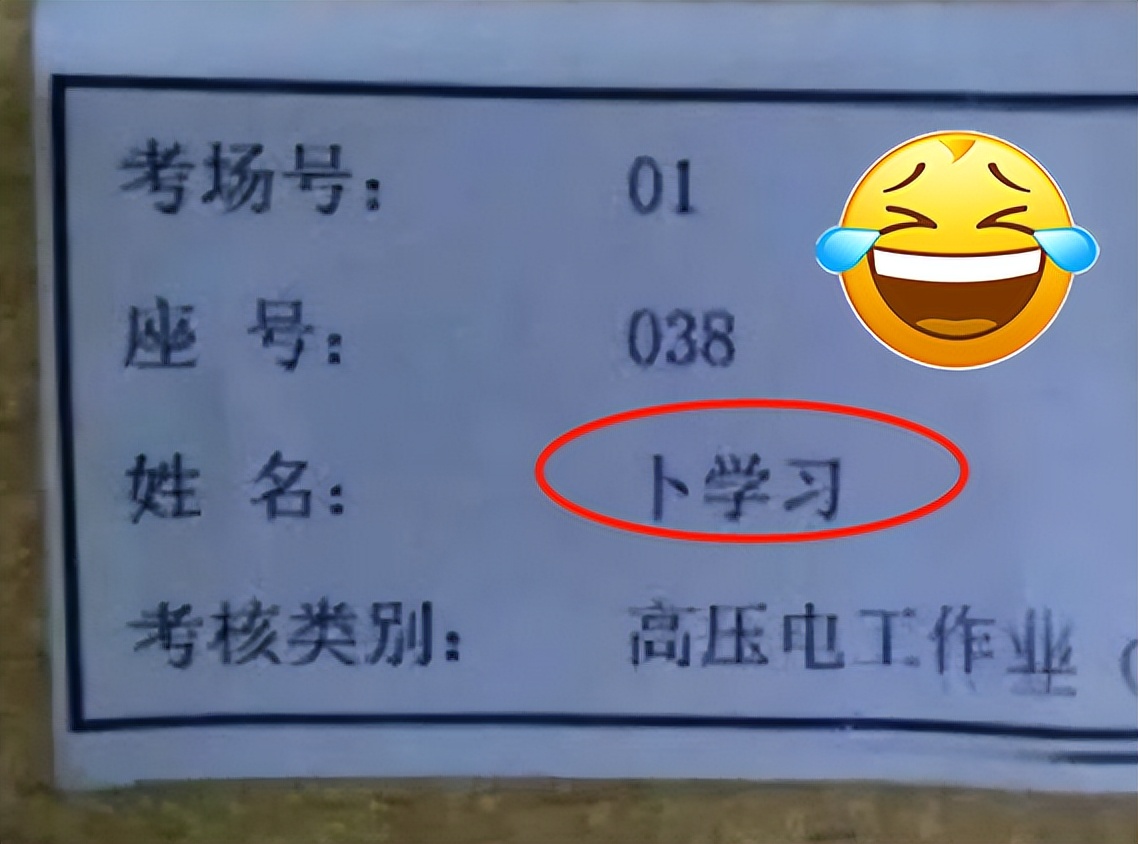 考场号： 01
座 号： 038
姓 名： 卜学习
考核类别： 高压电工作业（